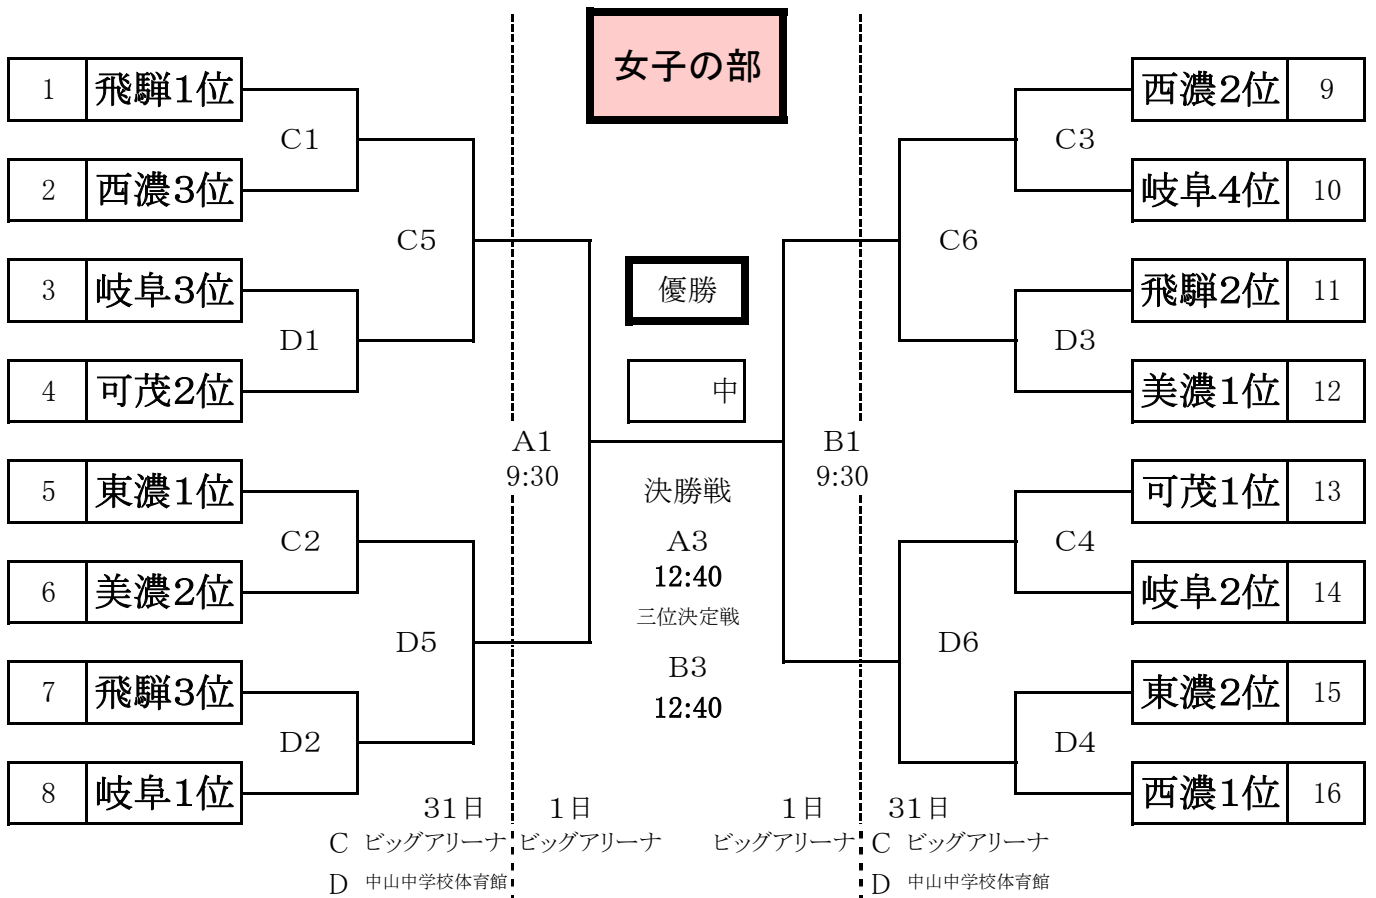 女子の部
1 飛騨1位
2 西濃3位
3 岐阜3位
4 可茂2位
5 東濃1位
6 美濃2位
7 飛騨3位
8 岐阜1位
C1
D1
C2
D2
C5
D5
A1
9:30
優勝
中
決勝戦
A3
12:40
三位決定戦
B3
12:40
B1
9:30
C6
D6
C3
D3
C4
D4
西濃2位 9
岐阜4位 10
飛騨2位 11
美濃1位 12
可茂1位 13
岐阜2位 14
東濃2位 15
西濃1位 16
31日 1日 1日 31日
C ビッグアリーナ ビッグアリーナ ビッグアリーナ C ビッグアリーナ
D 中山中学校体育館 D 中山中学校体育館